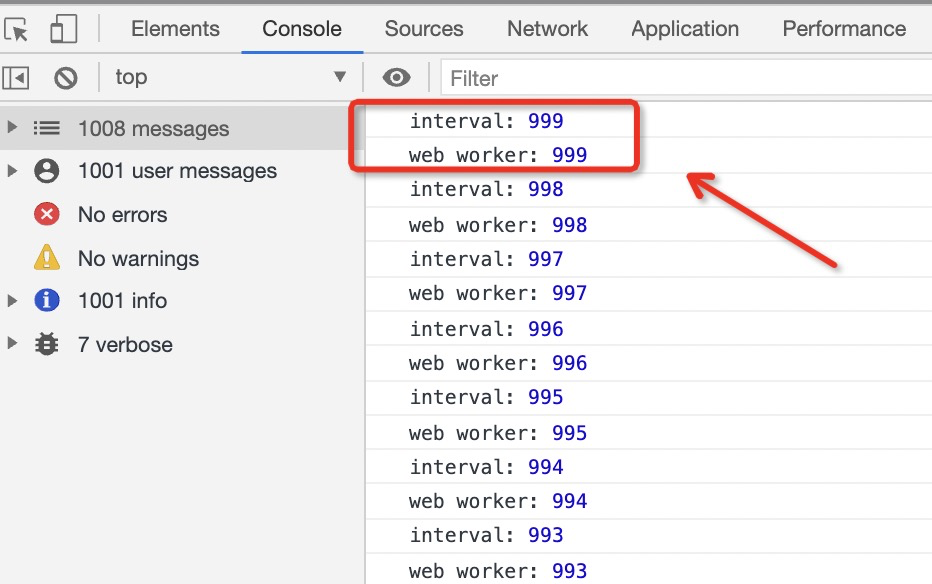 Elements Console Sources Network Application Performance
top Filter
1008 messages
1001 user messages
No errors
No warnings
1001 info
7 verbose
interval: 999
web worker: 999
interval: 998
web worker: 998
interval: 997
web worker: 997
interval: 996
web worker: 996
interval: 995
web worker: 995
interval: 994
web worker: 994
interval: 993
web worker: 993